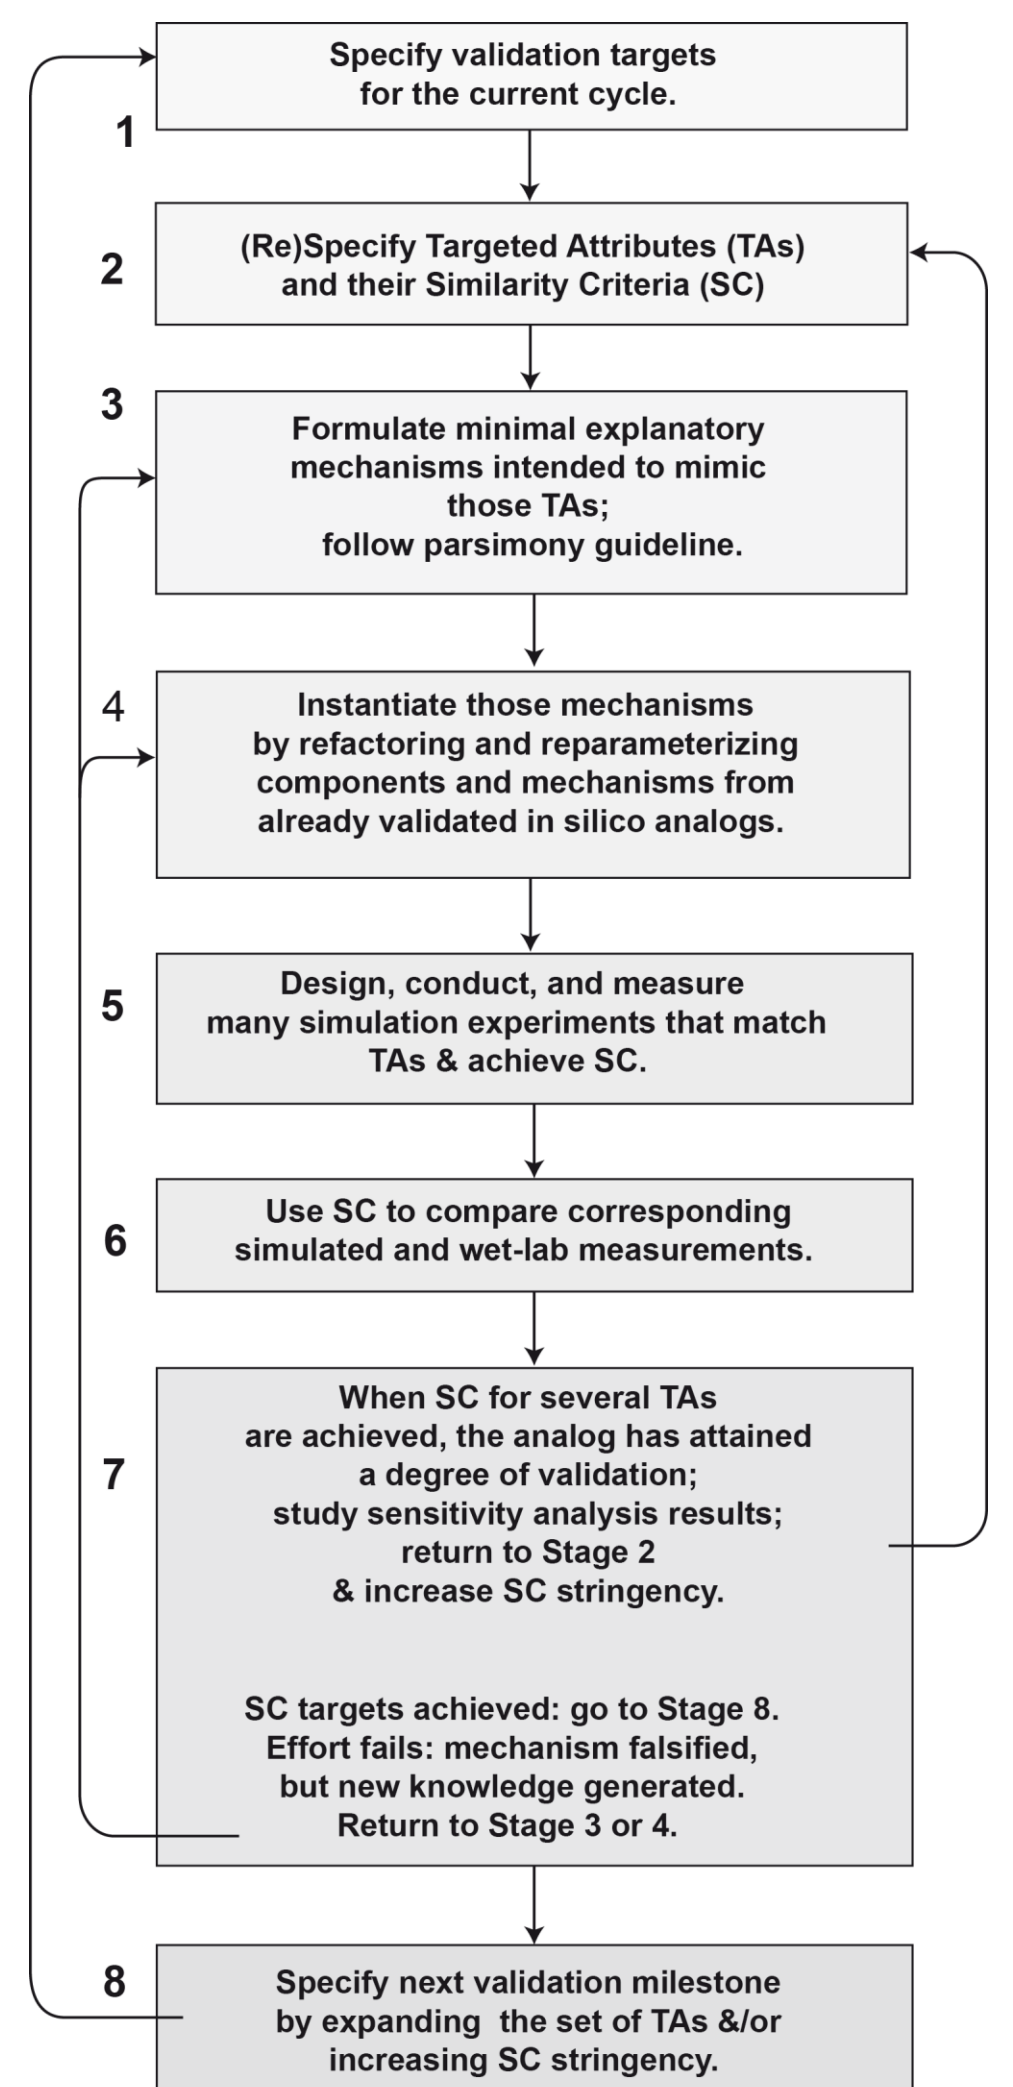 Specify validation targets
for the current cycle.
1
(Re)Specify Targeted Attributes (TAs)
and their Similarity Criteria (SC)
2
3
Formulate minimal explanatory
mechanisms intended to mimic
those TAs;
follow parsimony guideline.
4
Instantiate those mechanisms
by refactoring and reparameterizing
components and mechanisms from
already validated in silico analogs.
5
Design, conduct, and measure
many simulation experiments that match
TAs & achieve SC.
6
Use SC to compare corresponding
simulated and wet-lab measurements.
7
When SC for several TAs
are achieved, the analog has attained
a degree of validation;
study sensitivity analysis results;
return to Stage 2
& increase SC stringency.
SC targets achieved: go to Stage 8.
Effort fails: mechanism falsified,
but new knowledge generated.
Return to Stage 3 or 4.
8
Specify next validation milestone
by expanding the set of TAs &/or
increasing SC stringency.